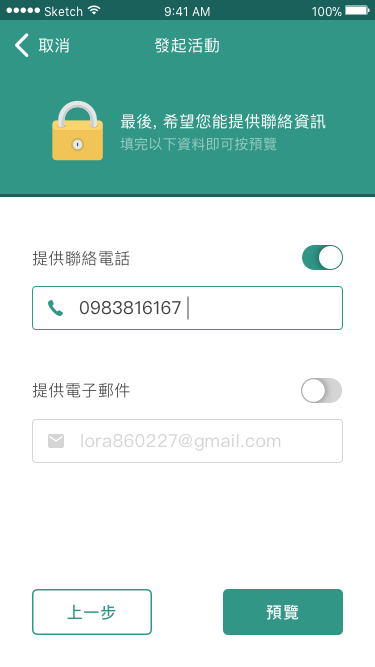 Sketch 9:41 AM 100%
取消 發起活動
最後, 希望您能提供聯絡資訊
填完以下資料即可按預覽
提供聯絡電話
0983816167
提供電子郵件
lora860227@gmail.com
上一步 預覽